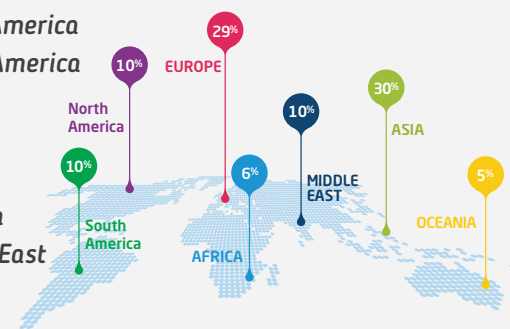 America
America
29%
EUROPE
10%
North
America
30%
ASIA
10%
MIDDLE
EAST
10%
South
America
6%
AFRICA
5%
OCEANIA
East